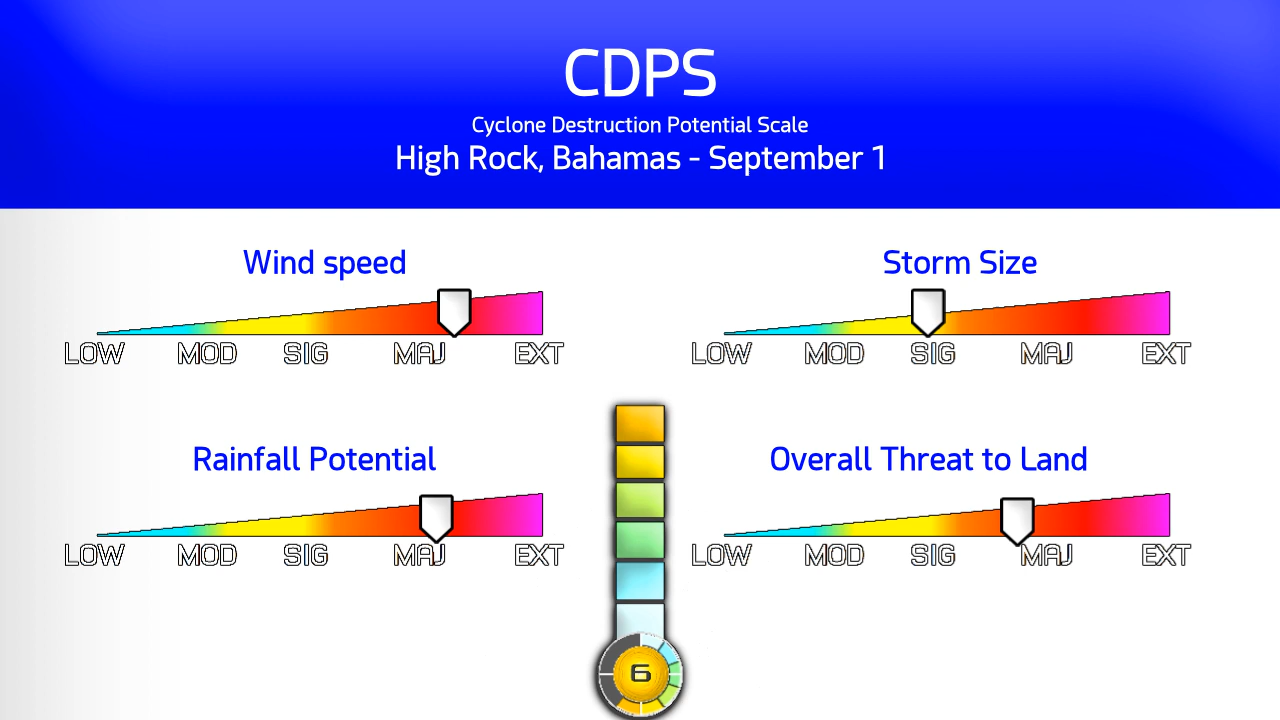 CDPS
Cyclone Destruction Potential Scale
High Rock, Bahamas - September 1
Wind speed
LOW MOD SIG MAJ EXT
Storm Size
LOW MOD SIG MAJ EXT
Rainfall Potential
LOW MOD SIG MAJ EXT
Overall Threat to Land
LOW MOD SIG MAJ EXT
6